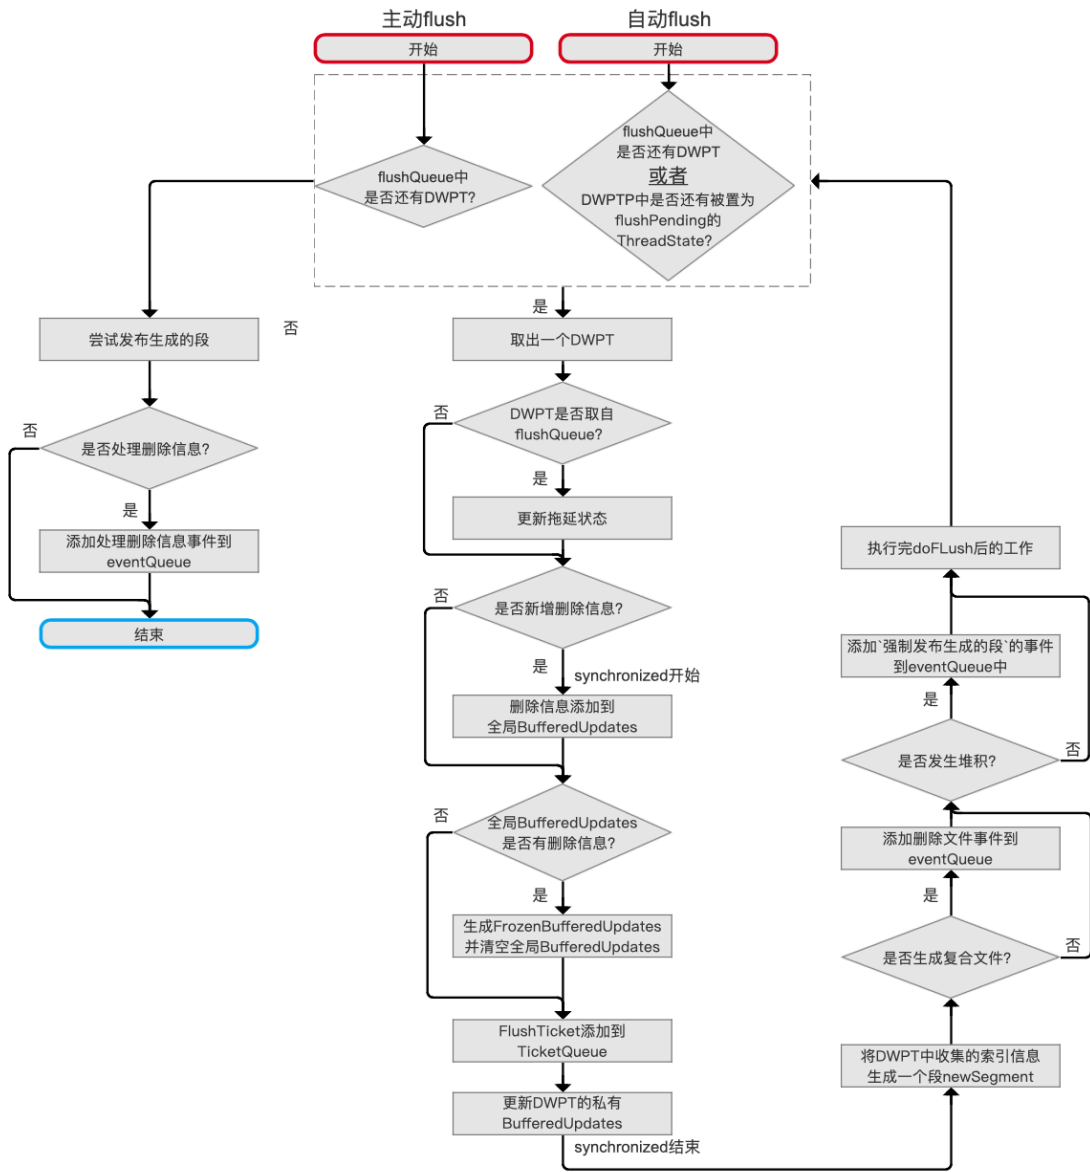 主动flush
自动flush
开始
开始
flushQueue中
是否还有DWPT?
flushQueue中
是否还有DWPT
或者
DWPTP中是否还有被置为
flushPending的
ThreadState?
是
否
尝试发布生成的段
取出一个DWPT
否
是否处理删除信息?
是
添加处理删除信息事件到
eventQueue
结束
否
DWPT是否取自
flushQueue?
是
更新拖延状态
否
是否新增删除信息?
是
synchronized开始
删除信息添加到
全局BufferedUpdates
否
全局BufferedUpdates
是否有删除信息?
是
生成FrozenBufferedUpdates
并清空全局BufferedUpdates
FlushTicket添加到
TicketQueue
更新DWPT的私有
BufferedUpdates
synchronized结束
执行完doFLush后的工作
添加`强制发布生成的段`的事件
到eventQueue中
是
是否发生堆积?
否
添加删除文件事件到
eventQueue
是
是否生成复合文件?
否
将DWPT中收集的索引信息
生成一个段newSegment